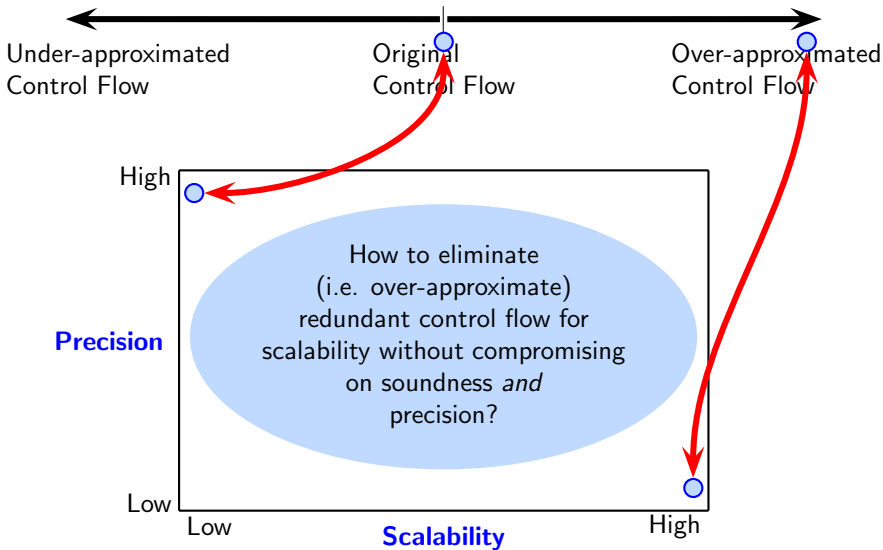 Under-approximated
Control Flow
Original
Control Flow
Over-approximated
Control Flow
High
How to eliminate
(i.e. over-approximate)
redundant control flow for
scalability without compromising
on soundness and
precision?
Precision
Low
Low
High
Scalability